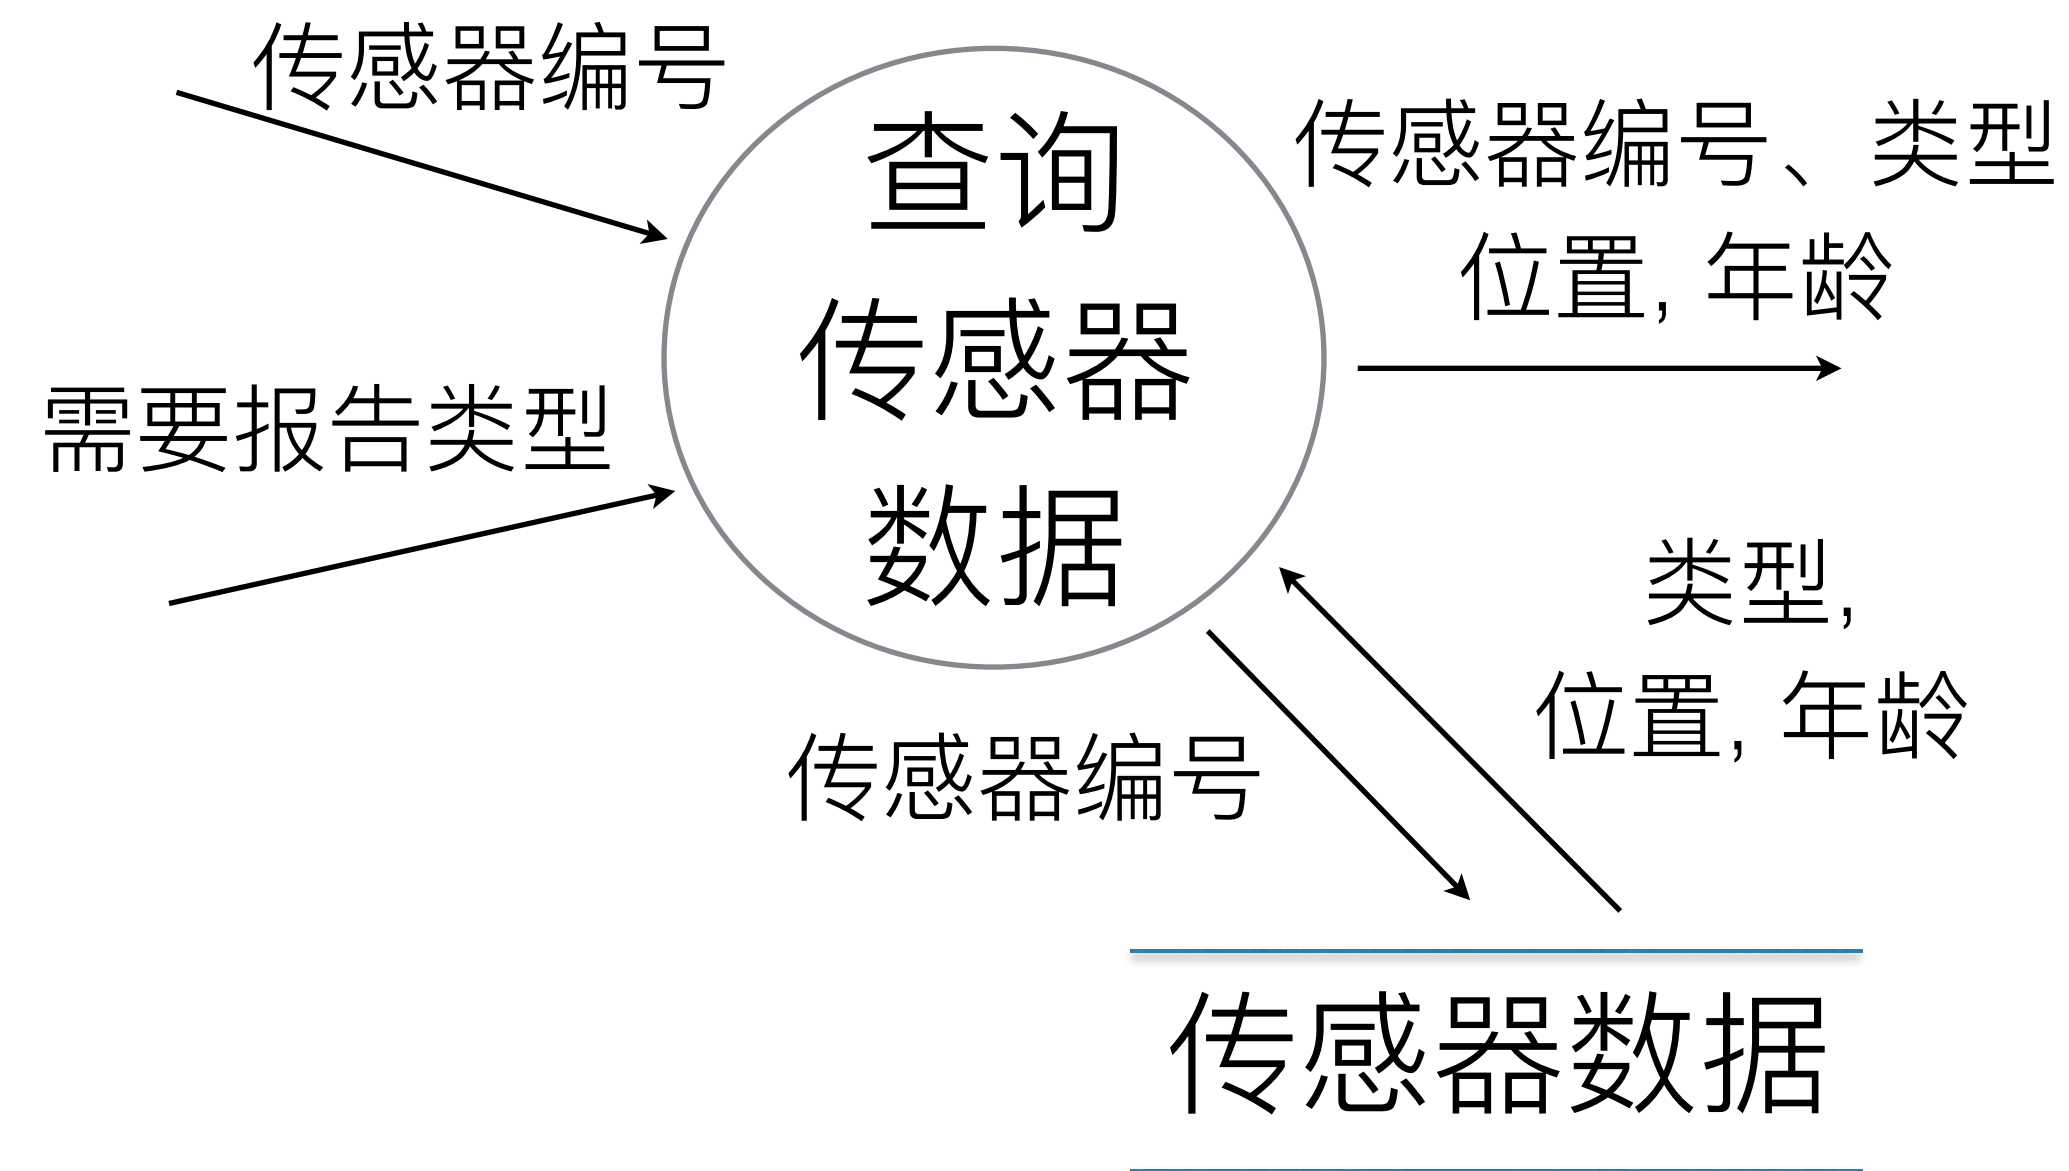 传感器编号
需要报告类型
查询
传感器
数据
传感器编号、类型
位置, 年龄
类型,
位置, 年龄
传感器编号
传感器数据